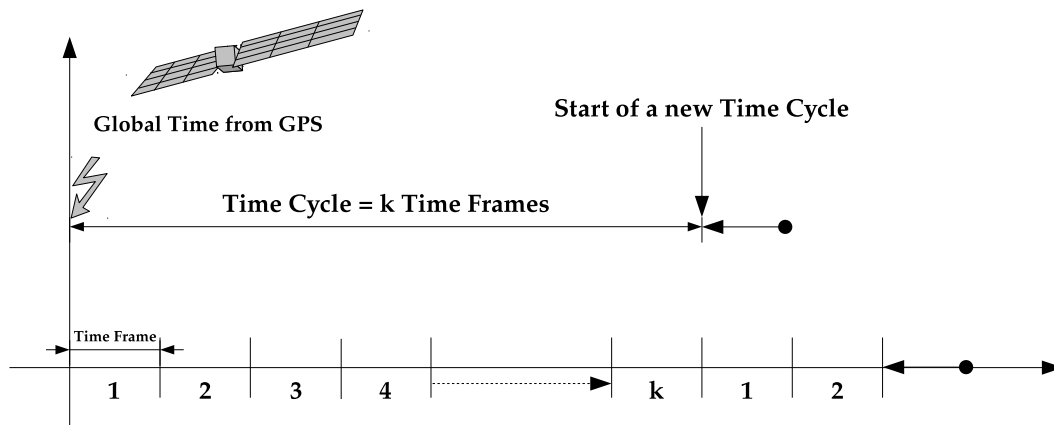 Global Time from GPS
Start of a new Time Cycle
Time Cycle = k Time Frames
Time Frame
1 2 3 4 k 1 2